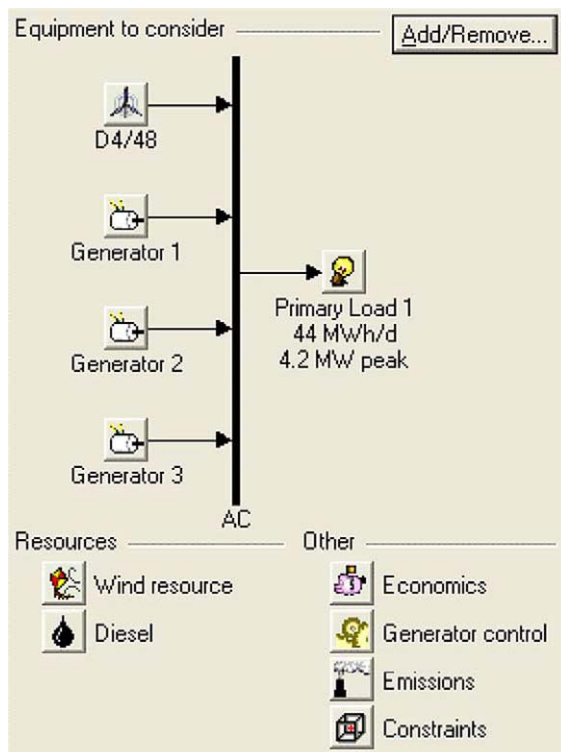 Equipment to consider
Add/Remove...
D4/48
Generator 1
Generator 2
Generator 3
Primary Load 1
44 MWh/d
4.2 MW peak
AC
Resources
Wind resource
Diesel
Other
Economics
Generator control
Emissions
Constraints